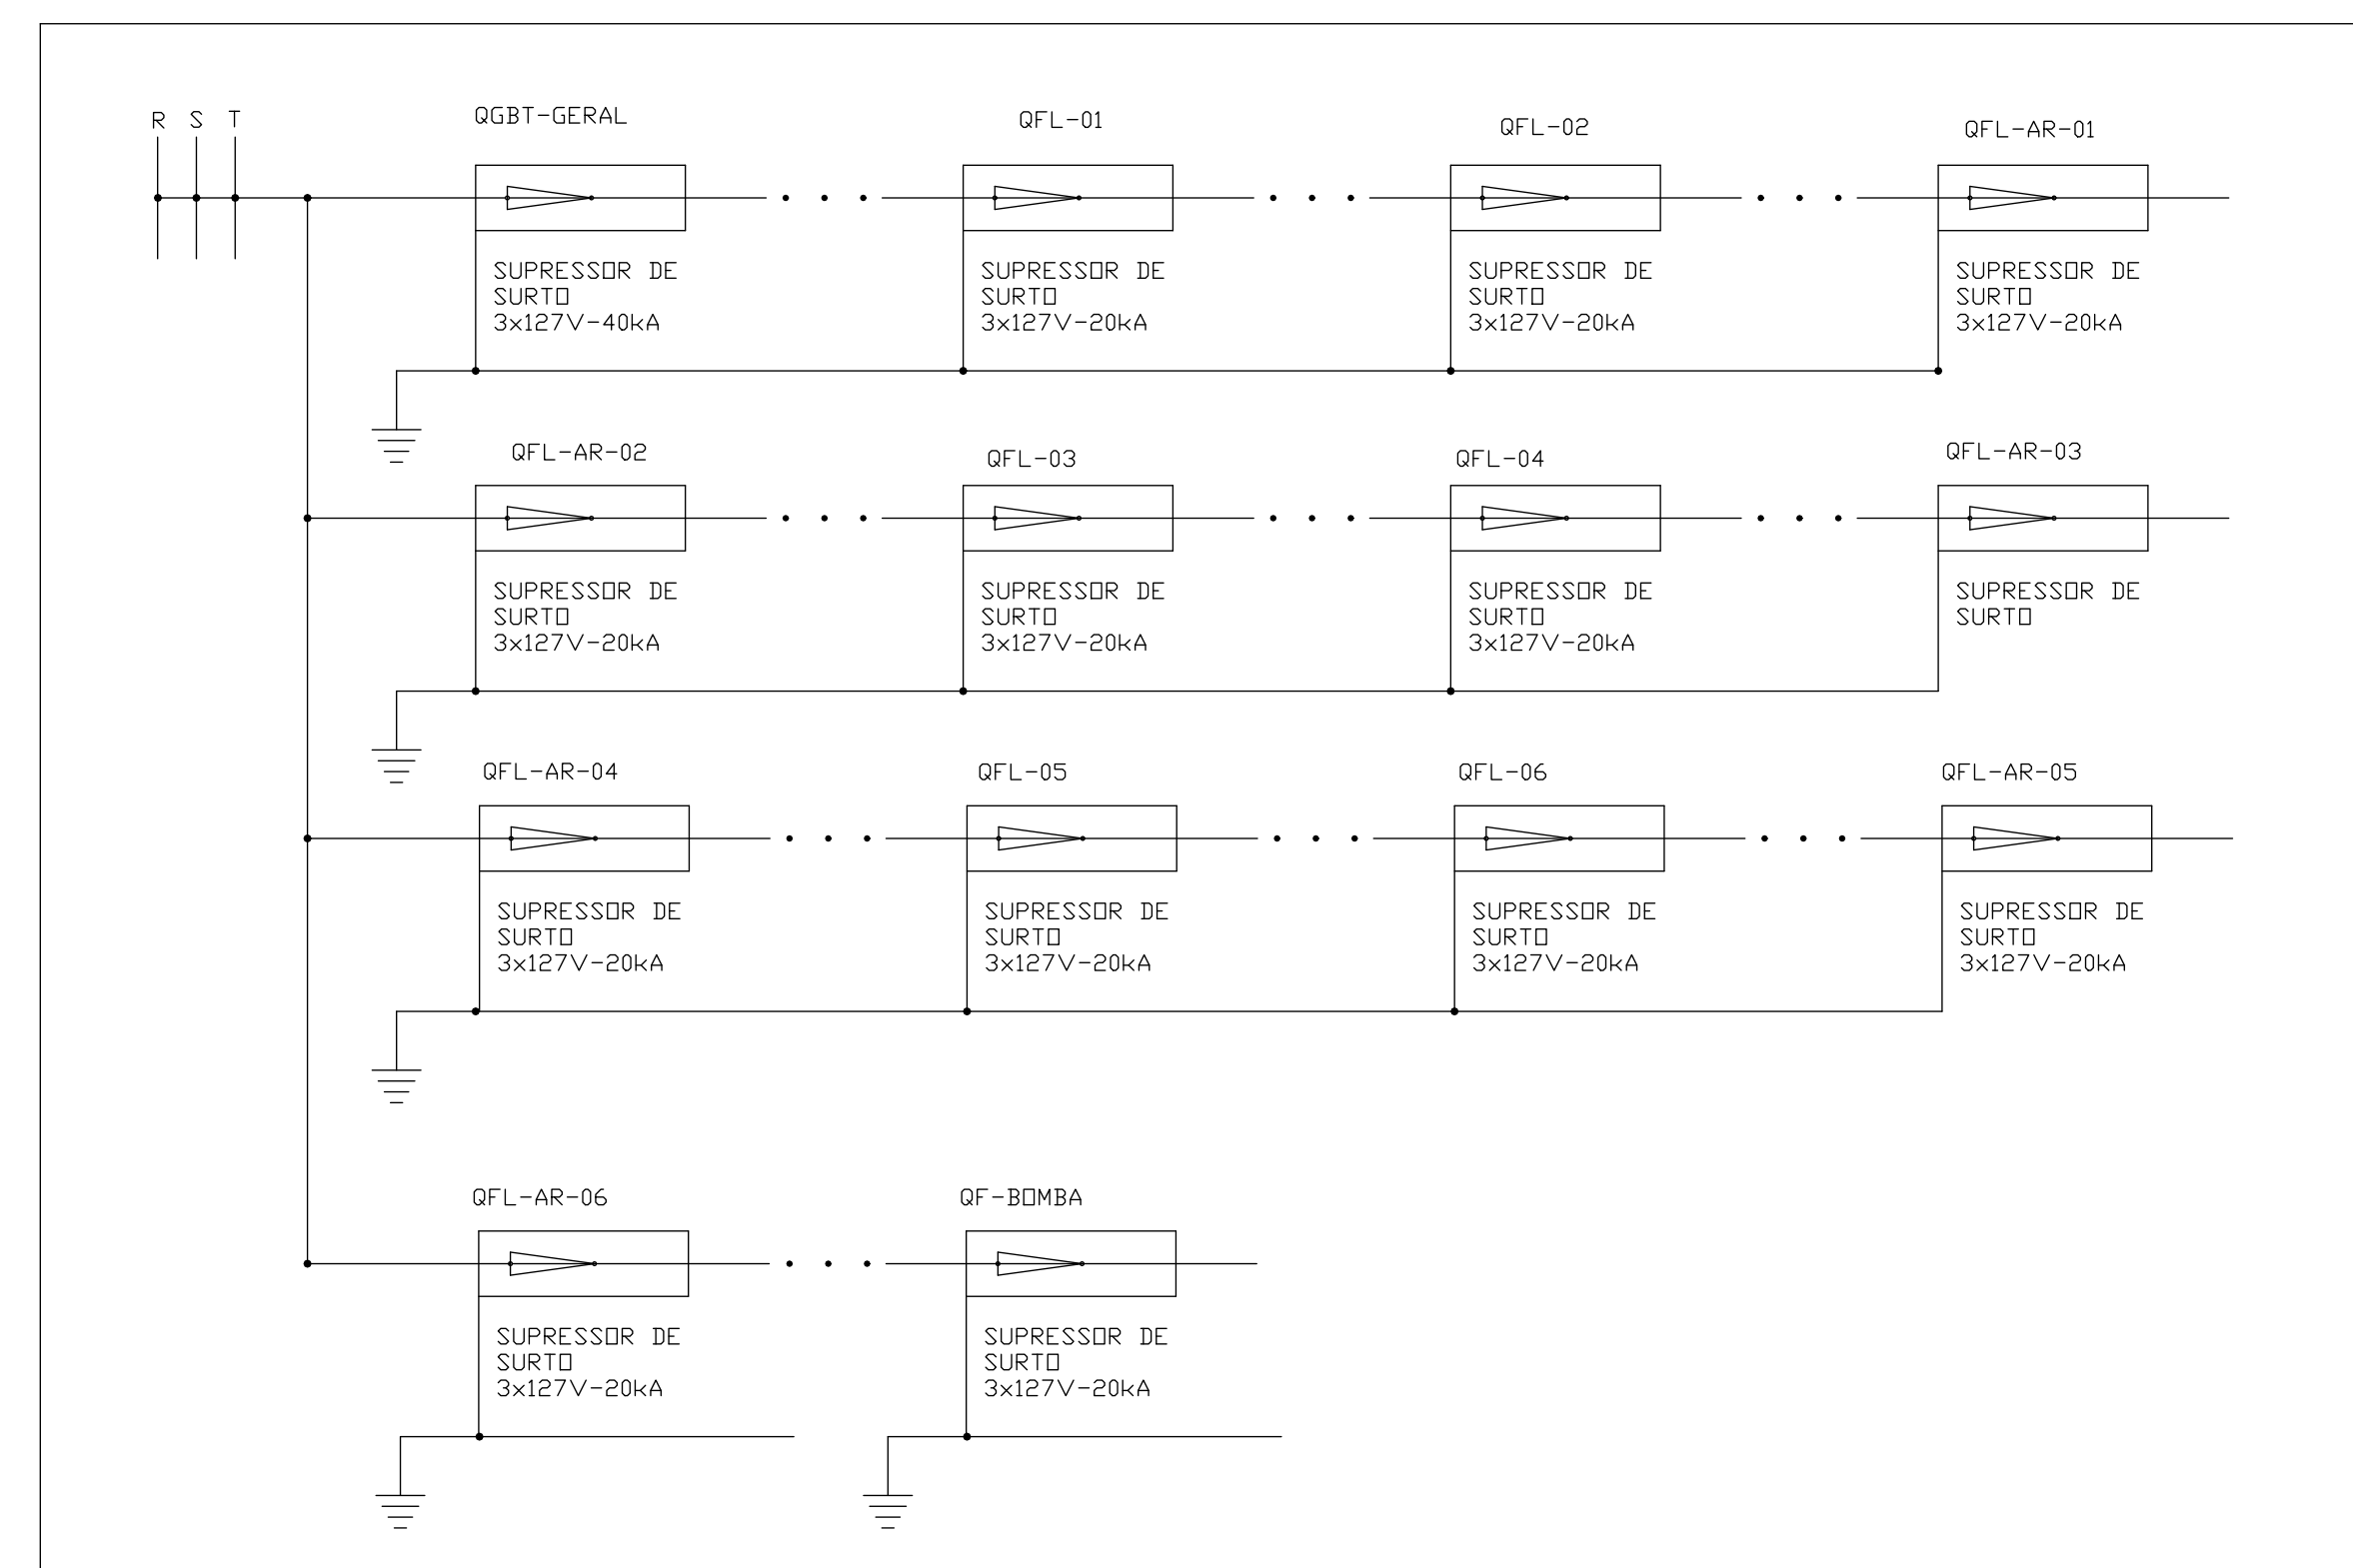 R S T
QGBT-GERAL
QFL-01
QFL-02
QFL-AR-01
SUPRESSOR DE
SURTO
3x127V-40kA
SUPRESSOR DE
SURTO
3x127V-20kA
SUPRESSOR DE
SURTO
3x127V-20kA
SUPRESSOR DE
SURTO
3x127V-20kA
QFL-AR-02
QFL-03
QFL-04
QFL-AR-03
SUPRESSOR DE
SURTO
3x127V-20kA
SUPRESSOR DE
SURTO
3x127V-20kA
SUPRESSOR DE
SURTO
3x127V-20kA
SUPRESSOR DE
SURTO
QFL-AR-04
QFL-05
QFL-06
QFL-AR-05
SUPRESSOR DE
SURTO
3x127V-20kA
SUPRESSOR DE
SURTO
3x127V-20kA
SUPRESSOR DE
SURTO
3x127V-20kA
SUPRESSOR DE
SURTO
3x127V-20kA
QFL-AR-06
QF-BOMBA
SUPRESSOR DE
SURTO
3x127V-20kA
SUPRESSOR DE
SURTO
3x127V-20kA